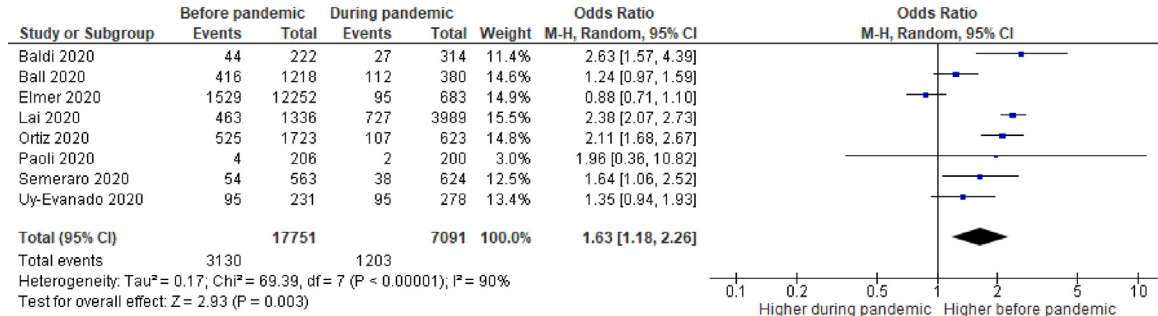 Before pandemic During pandemic Odds Ratio Odds Ratio
Study or Subgroup Events Total Events Total Weight M-H, Random, 95% CI M-H, Random, 95% CI
Baldi 2020 44 222 27 314 11.4% 2.63 [1.57, 4.39]
Ball 2020 416 1218 112 380 14.6% 1.24 [0.97, 1.59]
Elmer 2020 1529 12252 95 683 14.9% 0.88 [0.71, 1.10]
Lai 2020 463 1336 727 3989 15.5% 2.38 [2.07, 2.73]
Ortiz 2020 525 1723 107 623 14.8% 2.11 [1.68, 2.67]
Paoli 2020 4 206 2 200 3.0% 1.96 [0.36, 10.82]
Semeraro 2020 54 563 38 624 12.5% 1.64 [1.06, 2.52]
Uy-Evanado 2020 95 231 95 278 13.4% 1.35 [0.94, 1.93]
Total (95% CI) 17751 7091 100.0% 1.63 [1.18, 2.26]
Total events 3130 1203
Heterogeneity: Tau² = 0.17; Chi² = 69.39, df = 7 (P < 0.00001); I² = 90%
Test for overall effect: Z = 2.93 (P = 0.003)
0.1 0.2 0.5 1 2 5 10
Higher during pandemic Higher before pandemic